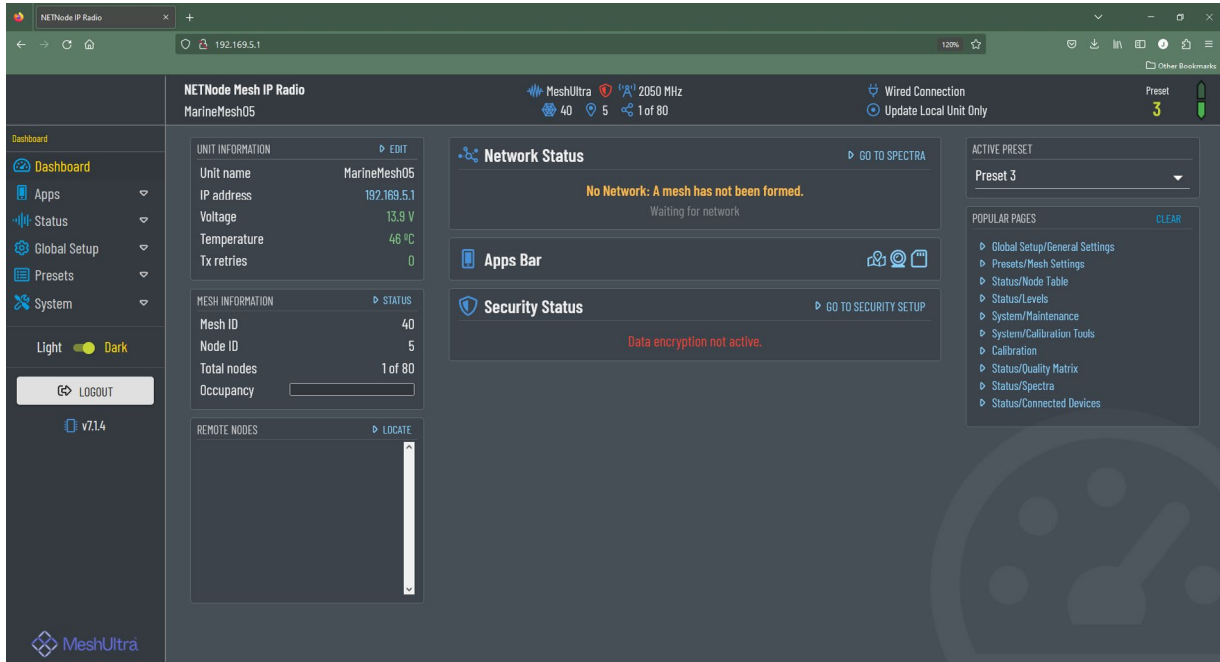 NETNode IP Radio
192.169.5.1
120%
Other Bookmarks
NETNode Mesh IP Radio
MarineMesh05
MeshUltra 2050 MHz
40 5 1 of 80
Wired Connection
Update Local Unit Only
Preset
3
Dashboard
Dashboard
Apps
Status
Global Setup
Presets
System
Light Dark
LOGOUT
v7.1.4
MeshUltra
UNIT INFORMATION EDIT
Unit name MarineMesh05
IP address 192.169.5.1
Voltage 13.9 V
Temperature 46 ºC
Tx retries 0
MESH INFORMATION STATUS
Mesh ID 40
Node ID 5
Total nodes 1 of 80
Occupancy
REMOTE NODES LOCATE
Network Status GO TO SPECTRA
No Network: A mesh has not been formed.
Waiting for network
Apps Bar
Security Status GO TO SECURITY SETUP
Data encryption not active.
ACTIVE PRESET
Preset 3
POPULAR PAGES CLEAR
Global Setup/General Settings
Presets/Mesh Settings
Status/Node Table
Status/Levels
System/Maintenance
System/Calibration Tools
Calibration
Status/Quality Matrix
Status/Spectra
Status/Connected Devices